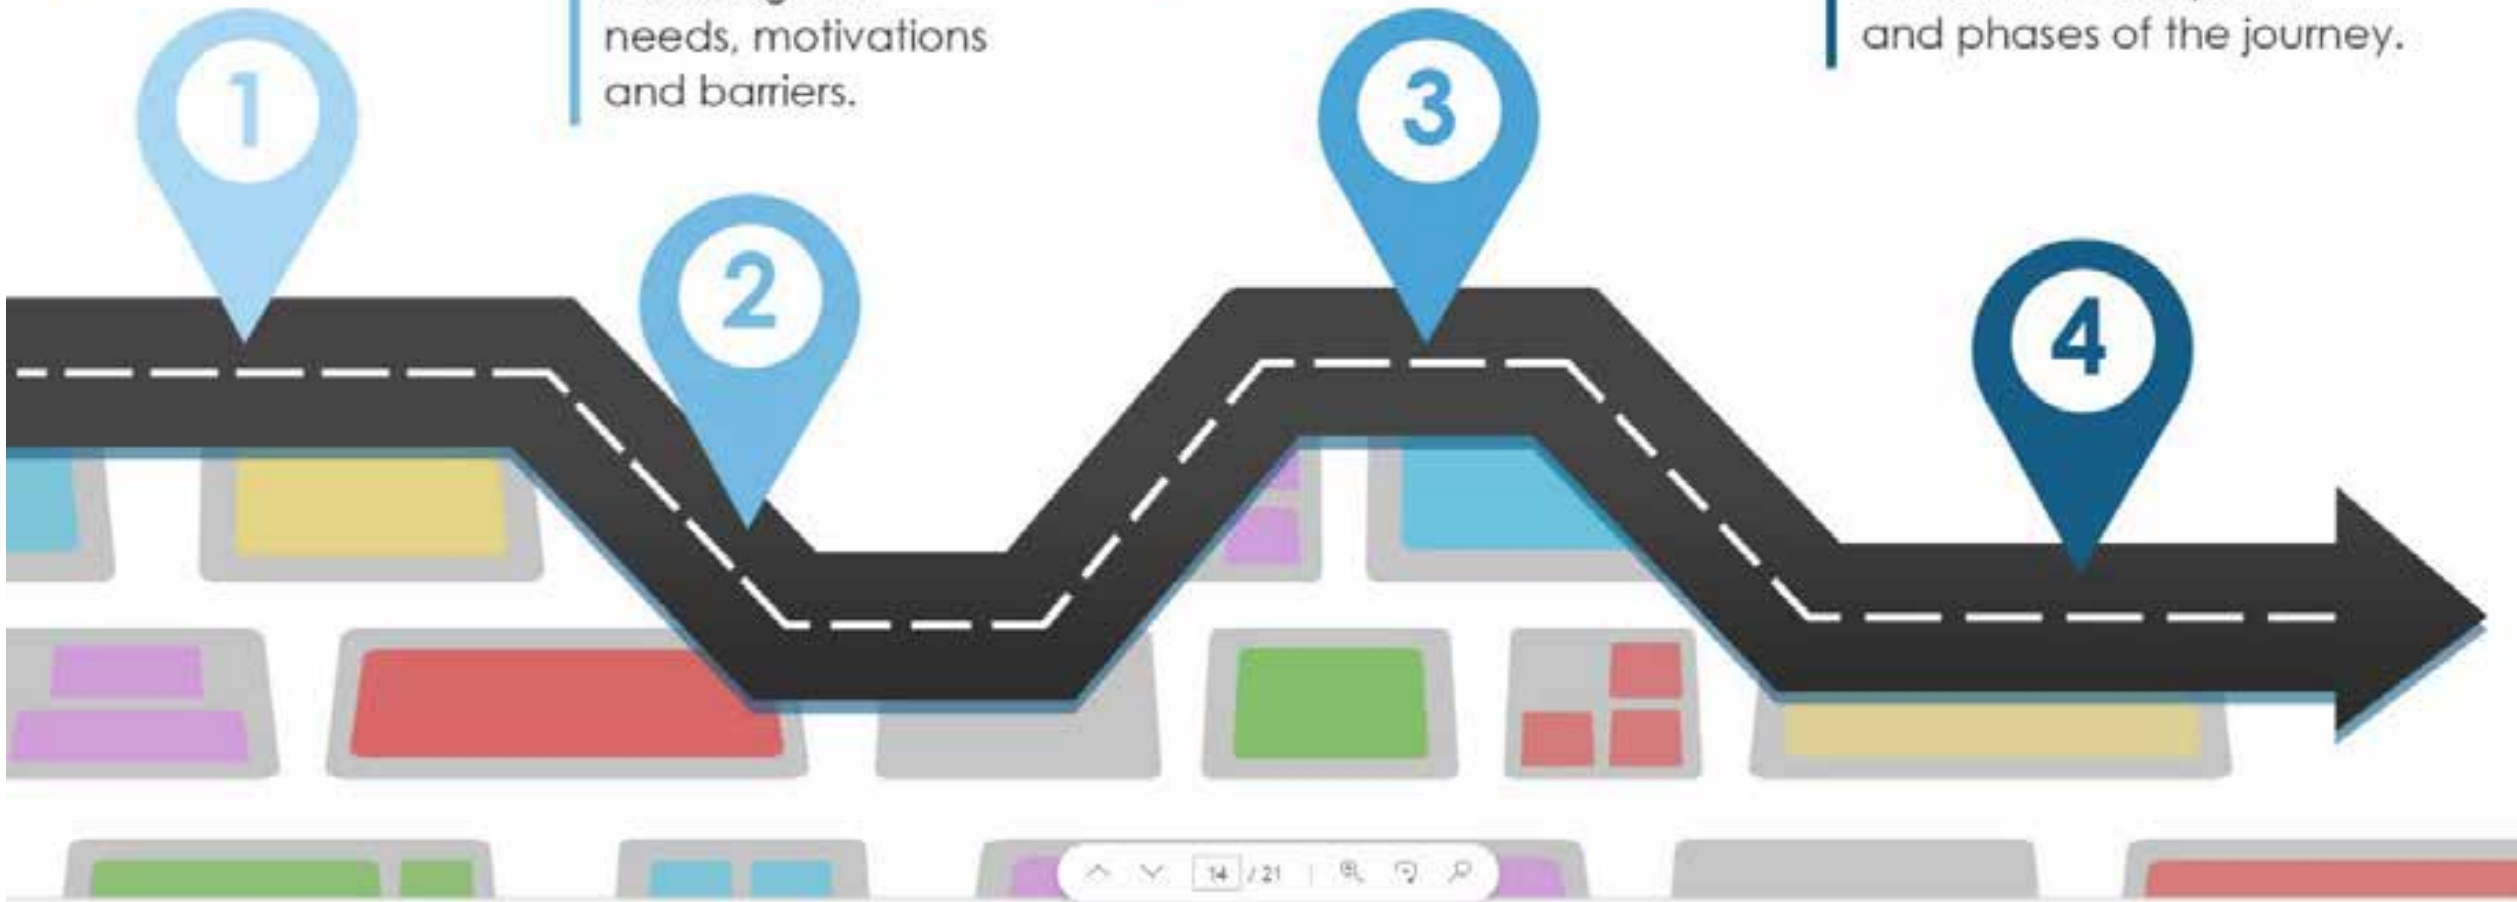 needs, motivations
and barriers.
and phases of the journey.
1
2
3
4
14 / 21